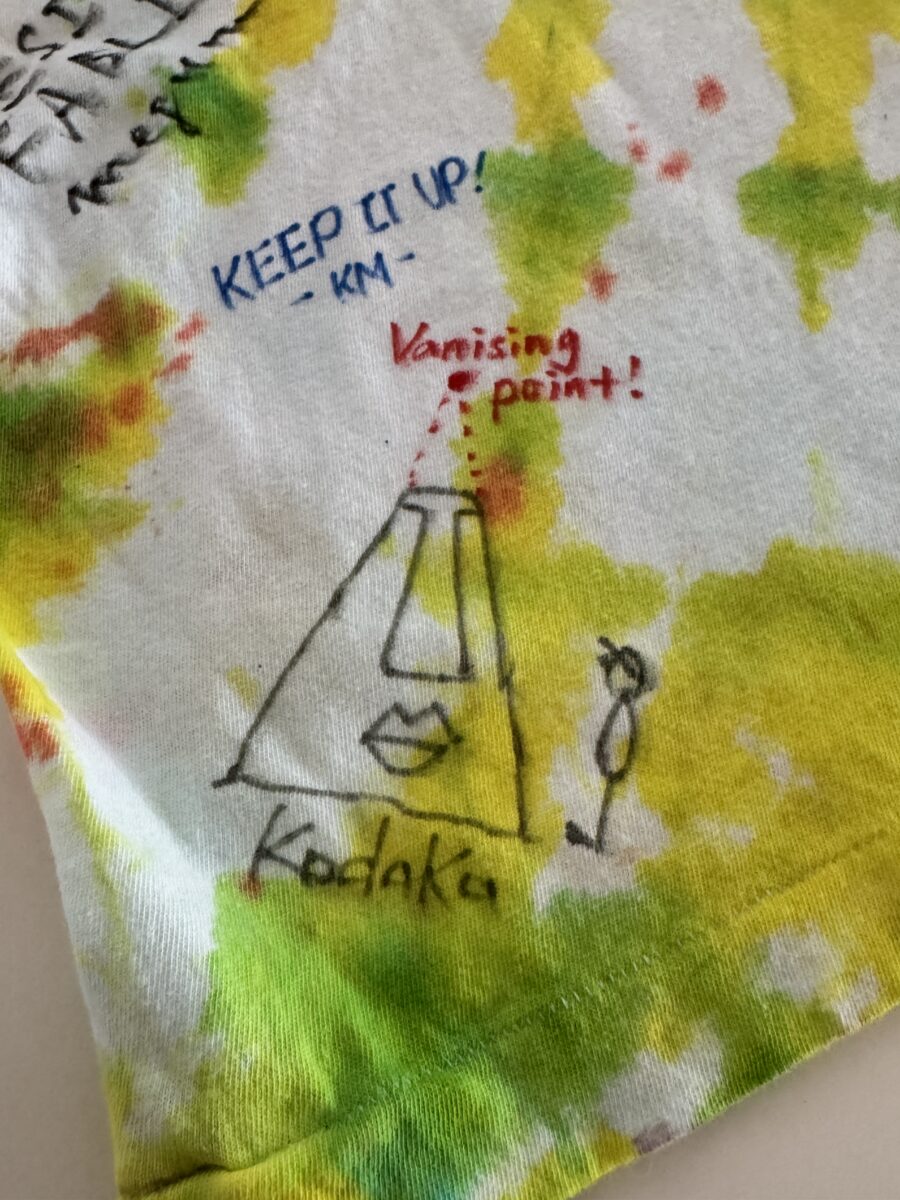 KEEP IT UP!
- KM -
Vanising
point!
Kodaka